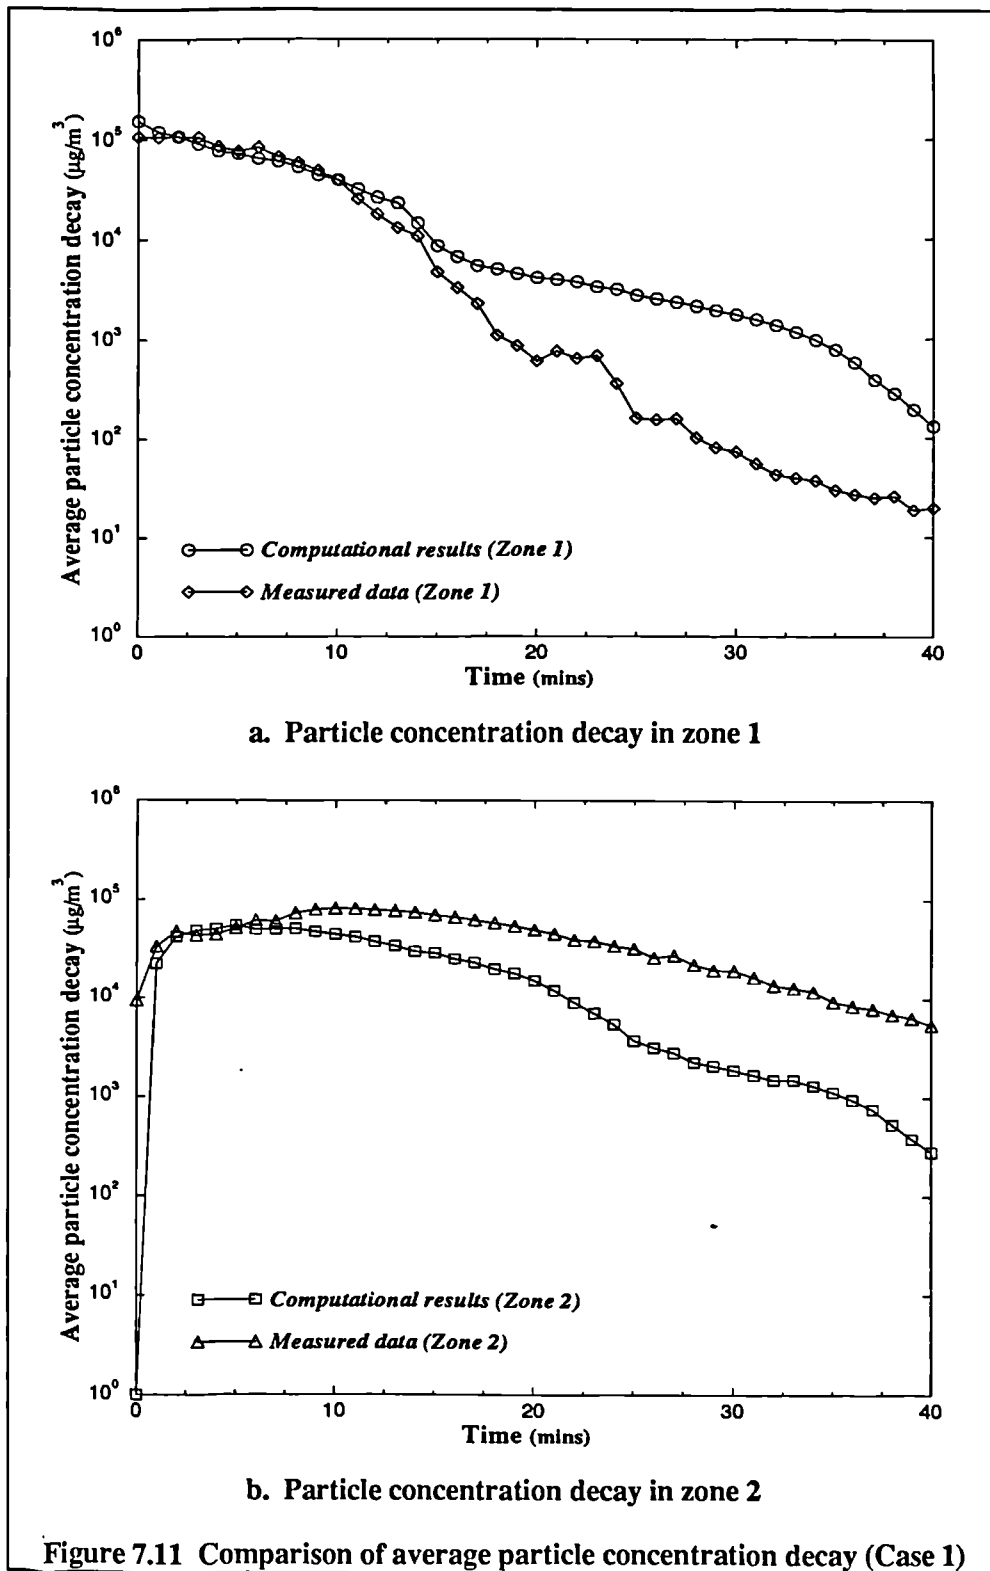 10⁶
10⁵
10⁴
10³
10²
10¹
10⁰
Average particle concentration decay (µg/m³)
Computational results (Zone 1)
Measured data (Zone 1)
0 10 20 30 40
Time (mins)
a. Particle concentration decay in zone 1
10⁶
10⁵
10⁴
10³
10²
10¹
10⁰
Average particle concentration decay (µg/m³)
Computational results (Zone 2)
Measured data (Zone 2)
0 10 20 30 40
Time (mins)
b. Particle concentration decay in zone 2
Figure 7.11 Comparison of average particle concentration decay (Case 1)